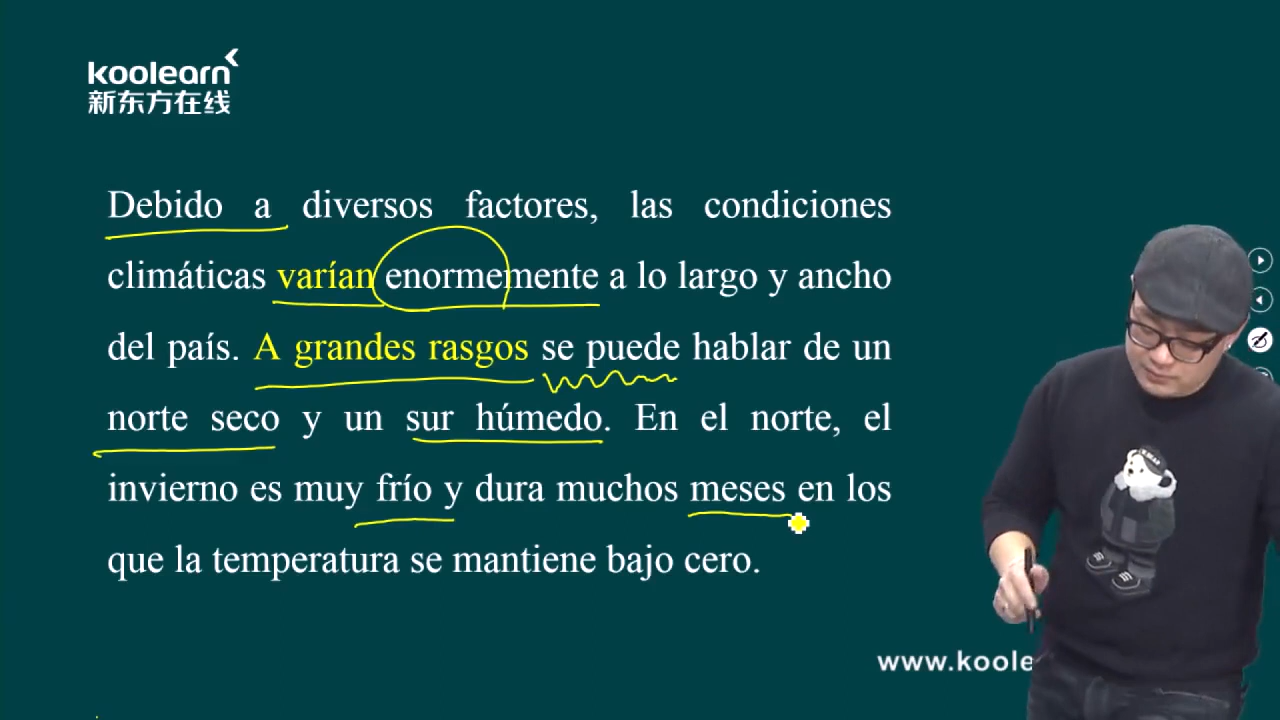 koolearn
新东方在线
Debido a diversos factores, las condiciones
climáticas varían enormemente a lo largo y ancho
del país. A grandes rasgos se puede hablar de un
norte seco y un sur húmedo. En el norte, el
invierno es muy frío y dura muchos meses en los
que la temperatura se mantiene bajo cero.
www.koole